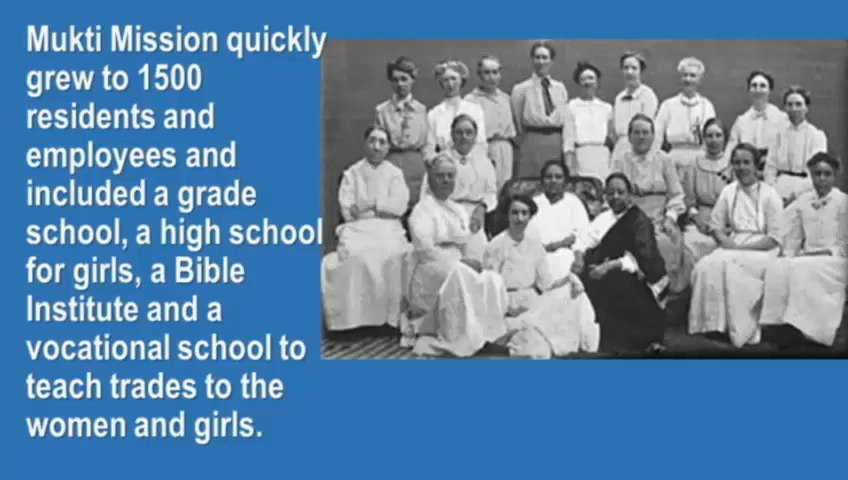 Mukti Mission quickly
grew to 1500
residents and
employees and
included a grade
school, a high school
for girls, a Bible
Institute and a
vocational school to
teach trades to the
women and girls.